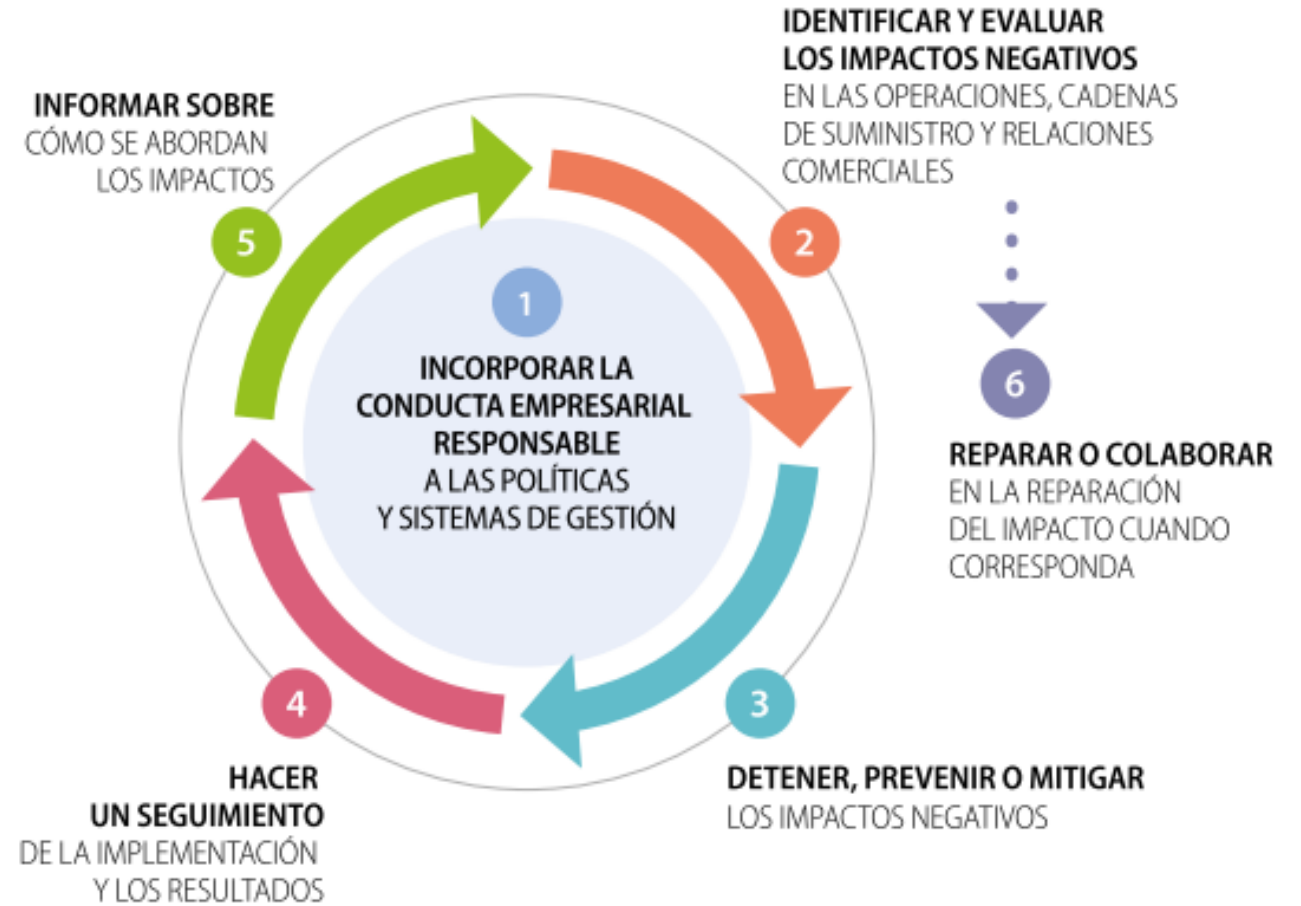 1
INCORPORAR LA
CONDUCTA EMPRESARIAL
RESPONSABLE
A LAS POLÍTICAS
Y SISTEMAS DE GESTIÓN
2
IDENTIFICAR Y EVALUAR
LOS IMPACTOS NEGATIVOS
EN LAS OPERACIONES, CADENAS
DE SUMINISTRO Y RELACIONES
COMERCIALES
3
DETENER, PREVENIR O MITIGAR
LOS IMPACTOS NEGATIVOS
4
HACER
UN SEGUIMIENTO
DE LA IMPLEMENTACIÓN
Y LOS RESULTADOS
5
INFORMAR SOBRE
CÓMO SE ABORDAN
LOS IMPACTOS
6
REPARAR O COLABORAR
EN LA REPARACIÓN
DEL IMPACTO CUANDO
CORRESPONDA